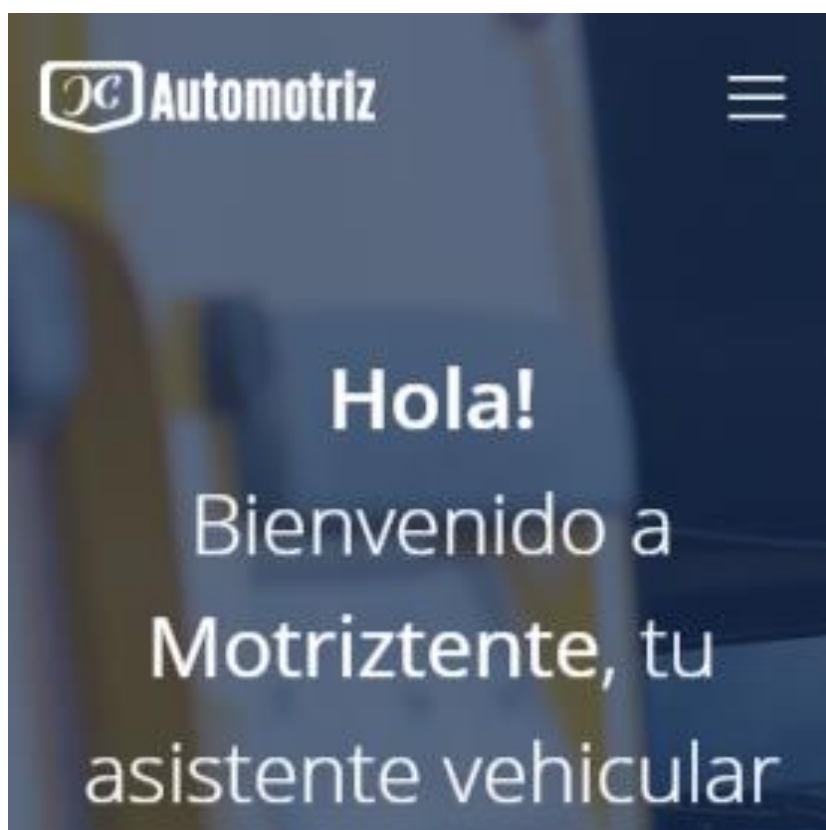 JC Automotriz
Hola!
Bienvenido a
Motriztente, tu
asistente vehicular